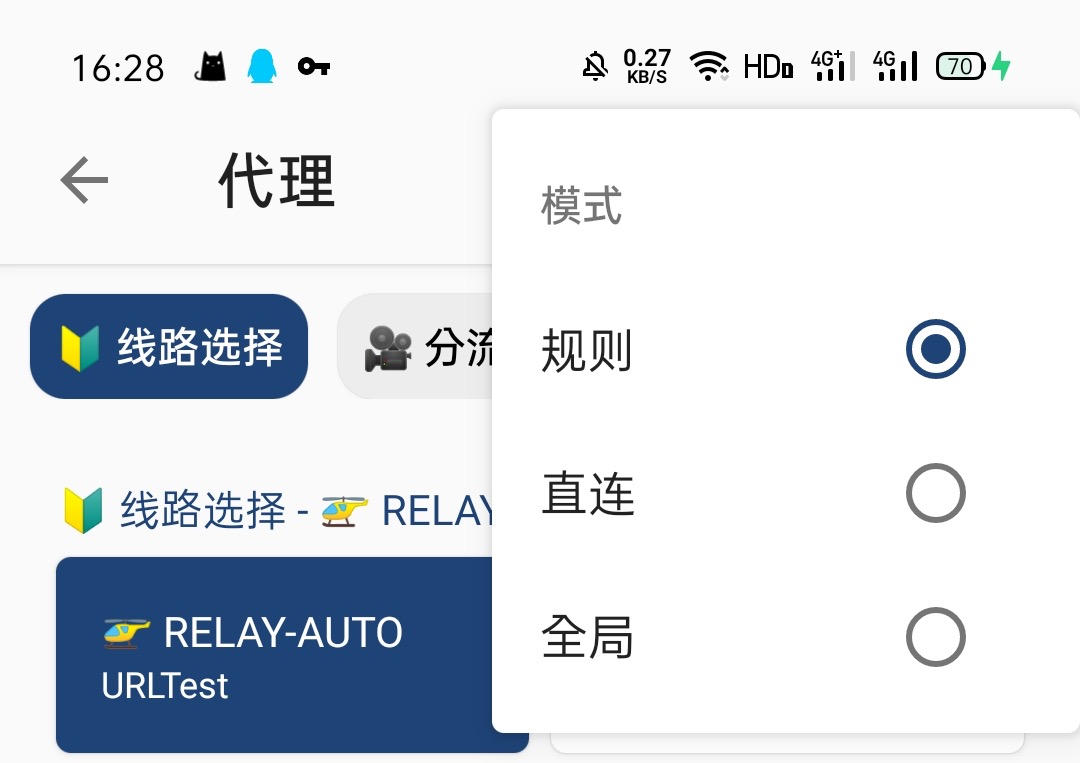 16:28 0.27 KB/S HD 4G+ 4G 70
代理
模式
线路选择 分流
规则
直连
线路选择 - RELAY
RELAY-AUTO
全局
URLTest